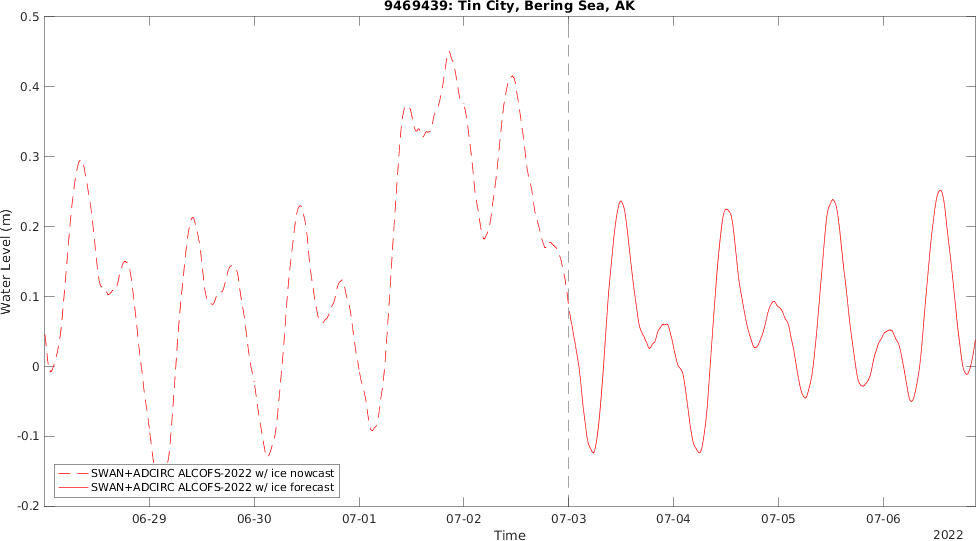 9469439: Tin City, Bering Sea, AK
0.5
0.4
0.3
0.2
0.1
0
-0.1
-0.2
Water Level (m)
SWAN+ADCIRC ALCOFS-2022 w/ ice nowcast
SWAN+ADCIRC ALCOFS-2022 w/ ice forecast
06-29 06-30 07-01 07-02 07-03 07-04 07-05 07-06
Time
2022